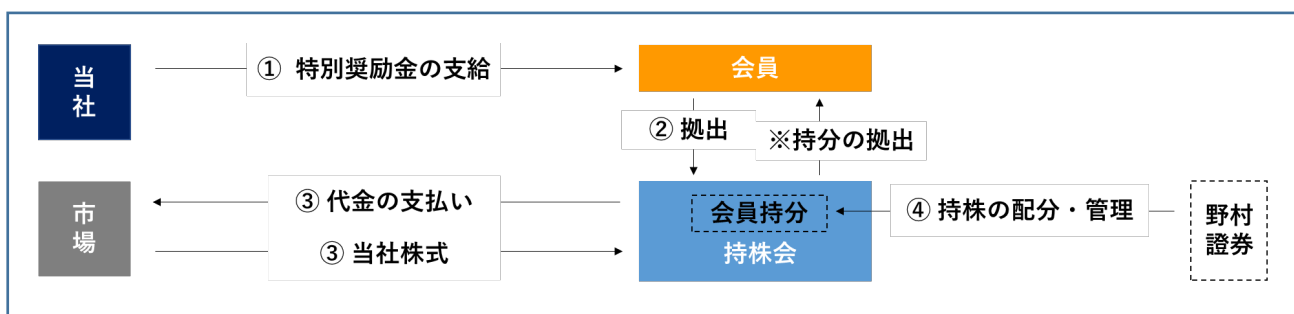 当
社
① 特別奨励金の支給
会員
② 拠出
※持分の拠出
市
場
③ 代金の支払い
③ 当社株式
会員持分
持株会
④ 持株の配分・管理
野村
證券